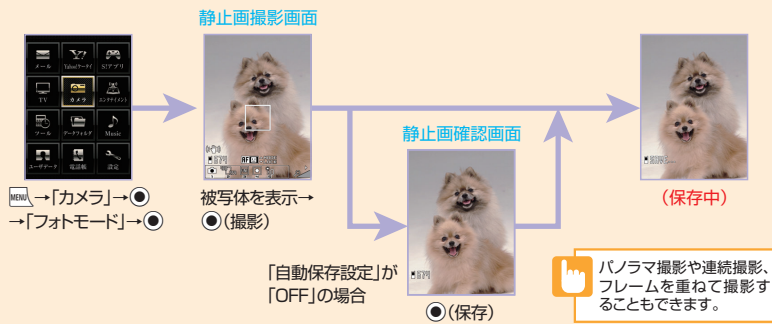 静止画撮影画面
メール
Yahoo!ケータイ
S!アプリ
TV
カメラ
エンタテイメント
ツール
データフォルダ
Music
ユーザデータ
電話帳
設定
静止画確認画面
MENU→「カメラ」→◉
→「フォトモード」→◉
被写体を表示→
◉(撮影)
(保存中)
「自動保存設定」が
「OFF」の場合
◉(保存)
パノラマ撮影や連続撮影、
フレームを重ねて撮影す
ることもできます。